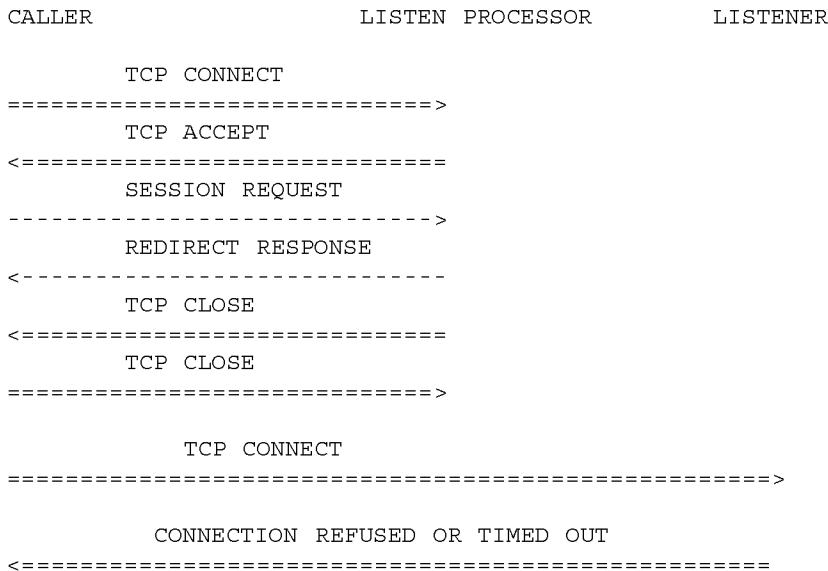 CALLER                        LISTEN PROCESSOR        LISTENER
        TCP CONNECT
=============================>
        TCP ACCEPT
<=============================
        SESSION REQUEST
----------------------------->
        REDIRECT RESPONSE
<-----------------------------
        TCP CLOSE
<=============================
        TCP CLOSE
=============================>
            TCP CONNECT
====================================================>
          CONNECTION REFUSED OR TIMED OUT
<===================================================